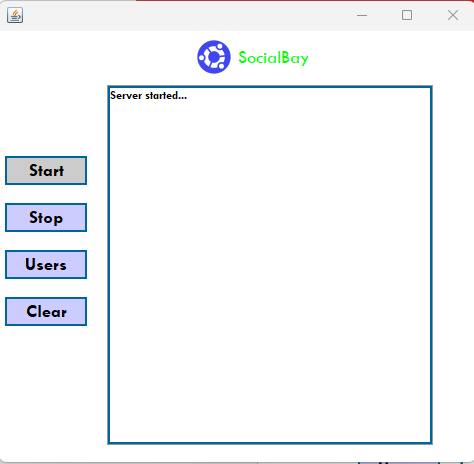 SocialBay
Server started...
Start
Stop
Users
Clear